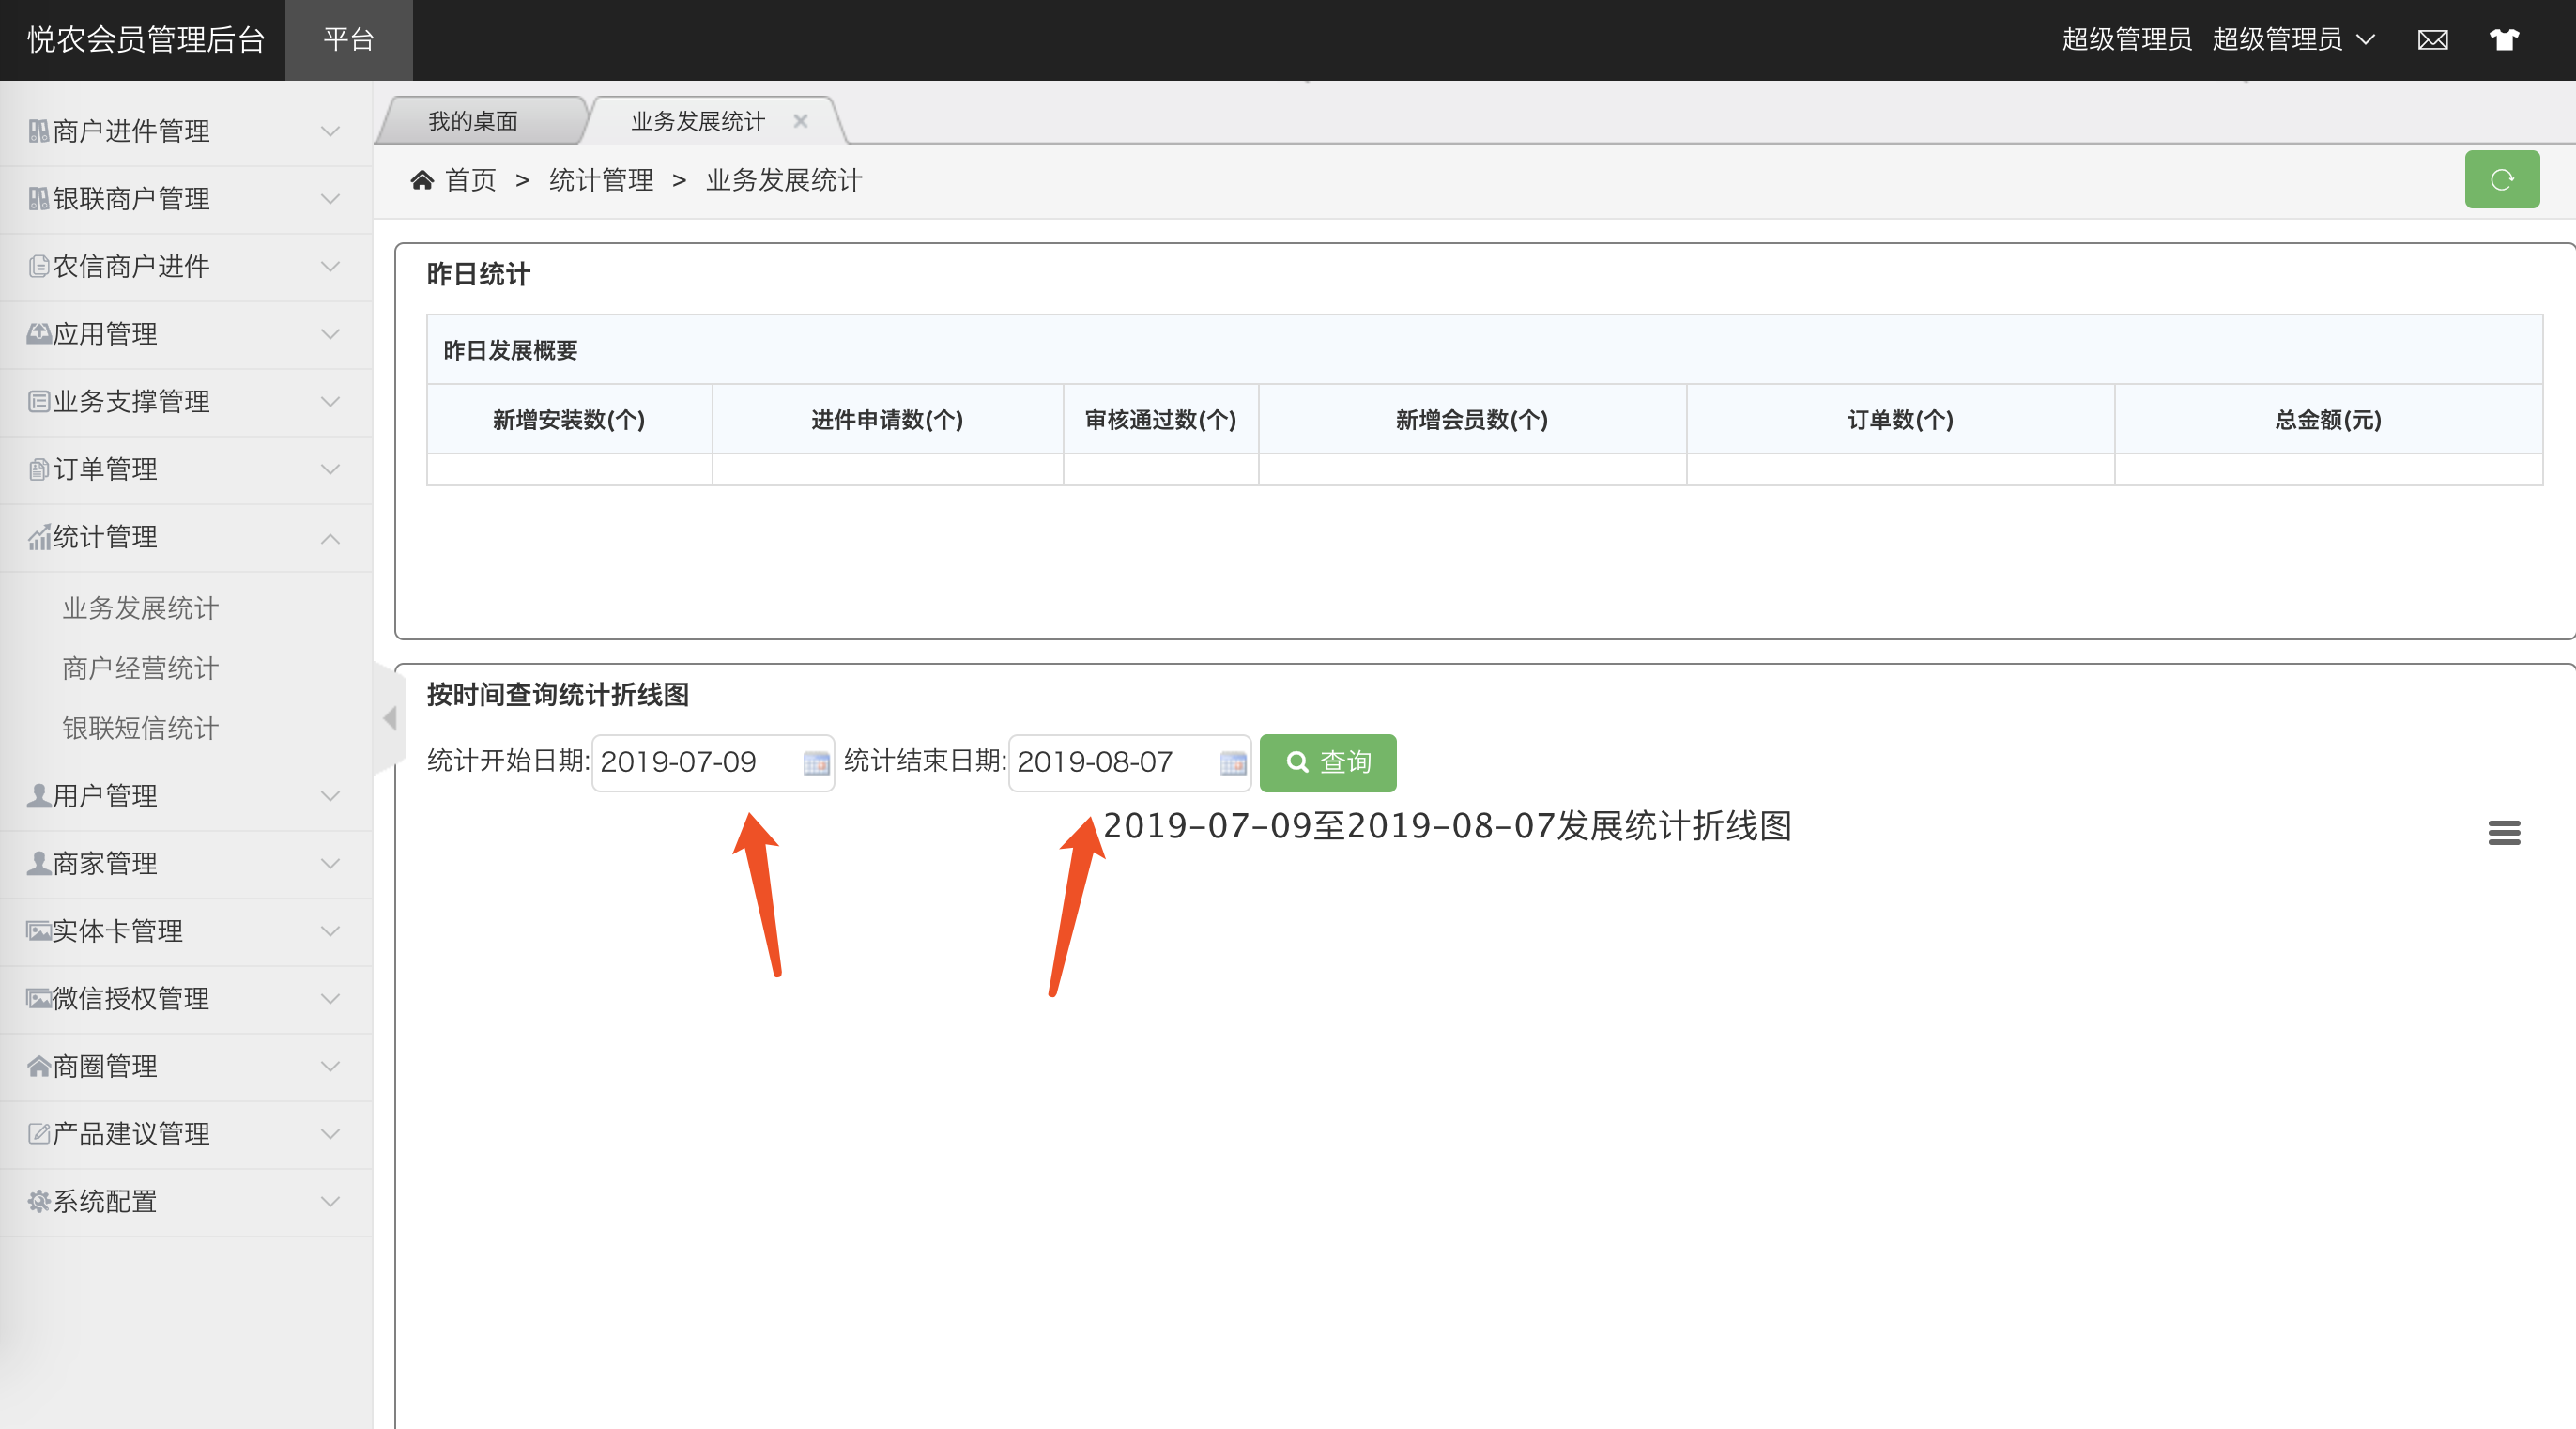 悦农会员管理后台
平台
超级管理员 超级管理员
商户进件管理
银联商户管理
农信商户进件
应用管理
业务支撑管理
订单管理
统计管理
业务发展统计
商户经营统计
银联短信统计
用户管理
商家管理
实体卡管理
微信授权管理
商圈管理
产品建议管理
系统配置
我的桌面
业务发展统计
首页 > 统计管理 > 业务发展统计
昨日统计
昨日发展概要
新增安装数(个) 进件申请数(个) 审核通过数(个) 新增会员数(个) 订单数(个) 总金额(元)
按时间查询统计折线图
统计开始日期: 2019-07-09 统计结束日期: 2019-08-07 查询
2019-07-09至2019-08-07发展统计折线图